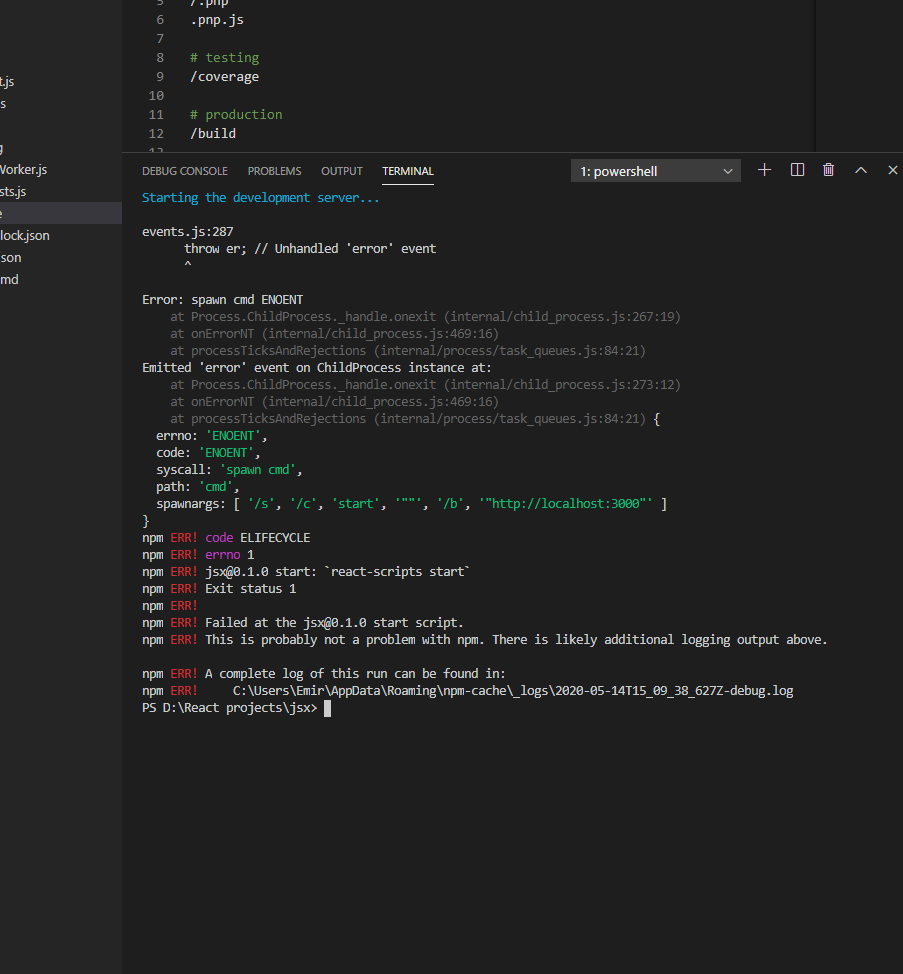 5 /.pnp
6 .pnp.js
7
8 # testing
9 /coverage
10
11 # production
12 /build
t.js
s
g
Worker.js
sts.js
e
lock.json
son
md
DEBUG CONSOLE PROBLEMS OUTPUT TERMINAL 1: powershell
Starting the development server...
events.js:287
throw er; // Unhandled 'error' event
^
Error: spawn cmd ENOENT
at Process.ChildProcess._handle.onexit (internal/child_process.js:267:19)
at onErrorNT (internal/child_process.js:469:16)
at processTicksAndRejections (internal/process/task_queues.js:84:21)
Emitted 'error' event on ChildProcess instance at:
at Process.ChildProcess._handle.onexit (internal/child_process.js:273:12)
at onErrorNT (internal/child_process.js:469:16)
at processTicksAndRejections (internal/process/task_queues.js:84:21) {
errno: 'ENOENT',
code: 'ENOENT',
syscall: 'spawn cmd',
path: 'cmd',
spawnargs: [ '/s', '/c', 'start', '""', '/b', '"http://localhost:3000"' ]
}
npm ERR! code ELIFECYCLE
npm ERR! errno 1
npm ERR! jsx@0.1.0 start: `react-scripts start`
npm ERR! Exit status 1
npm ERR!
npm ERR! Failed at the jsx@0.1.0 start script.
npm ERR! This is probably not a problem with npm. There is likely additional logging output above.
npm ERR! A complete log of this run can be found in:
npm ERR! C:\Users\Emir\AppData\Roaming\npm-cache\_logs\2020-05-14T15_09_38_627Z-debug.log
PS D:\React projects\jsx>